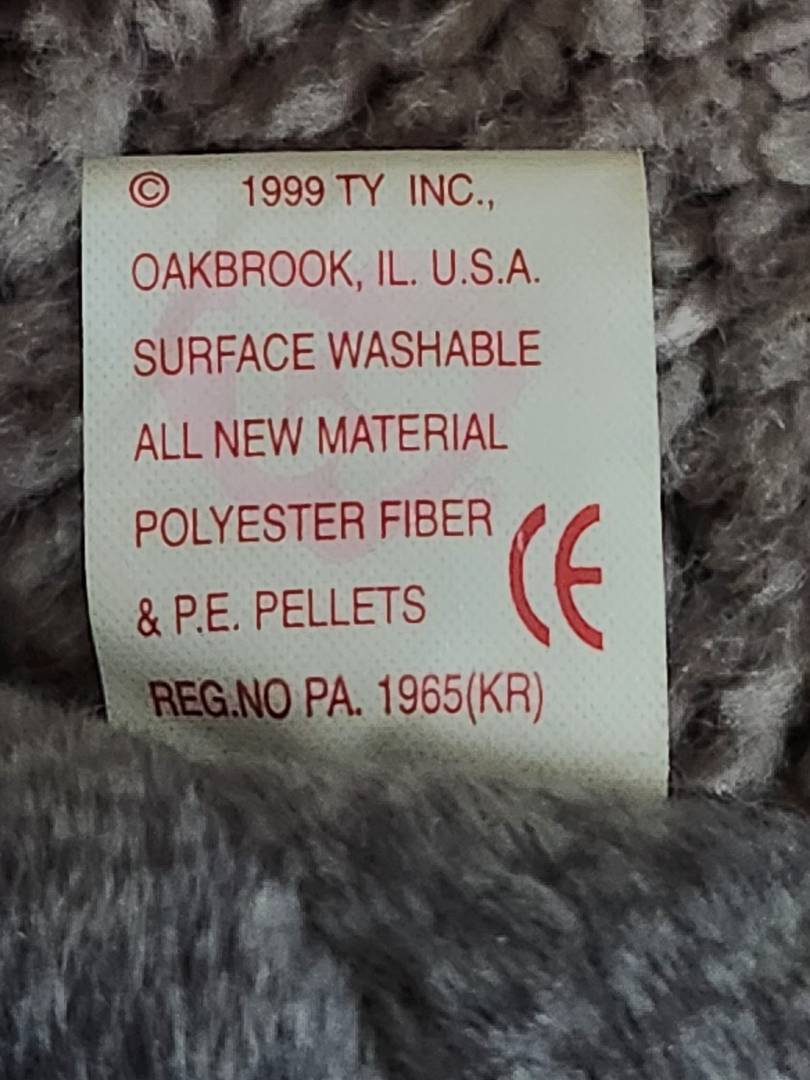 © 1999 TY INC.,
OAKBROOK, IL. U.S.A.
SURFACE WASHABLE
ALL NEW MATERIAL
POLYESTER FIBER
& P.E. PELLETS
CE
REG.NO PA. 1965(KR)